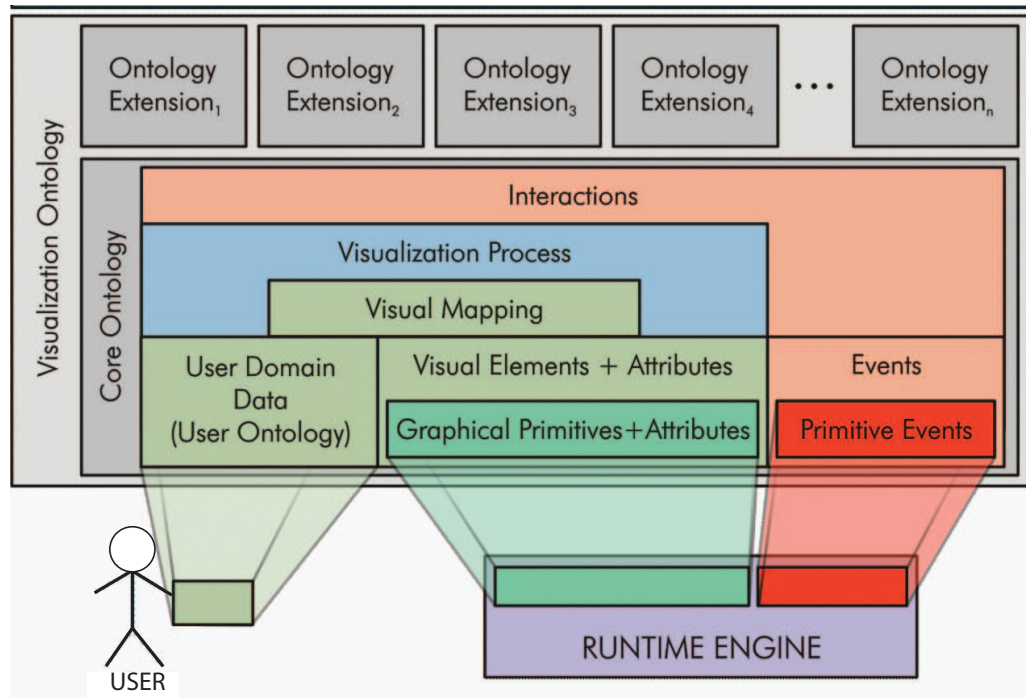 Visualization Ontology
Ontology
Extension1
Ontology
Extension2
Ontology
Extension3
Ontology
Extension4
...
Ontology
Extensionn
Core Ontology
Interactions
Visualization Process
Visual Mapping
User Domain
Data
(User Ontology)
Visual Elements + Attributes
Graphical Primitives+Attributes
Events
Primitive Events
USER
RUNTIME ENGINE